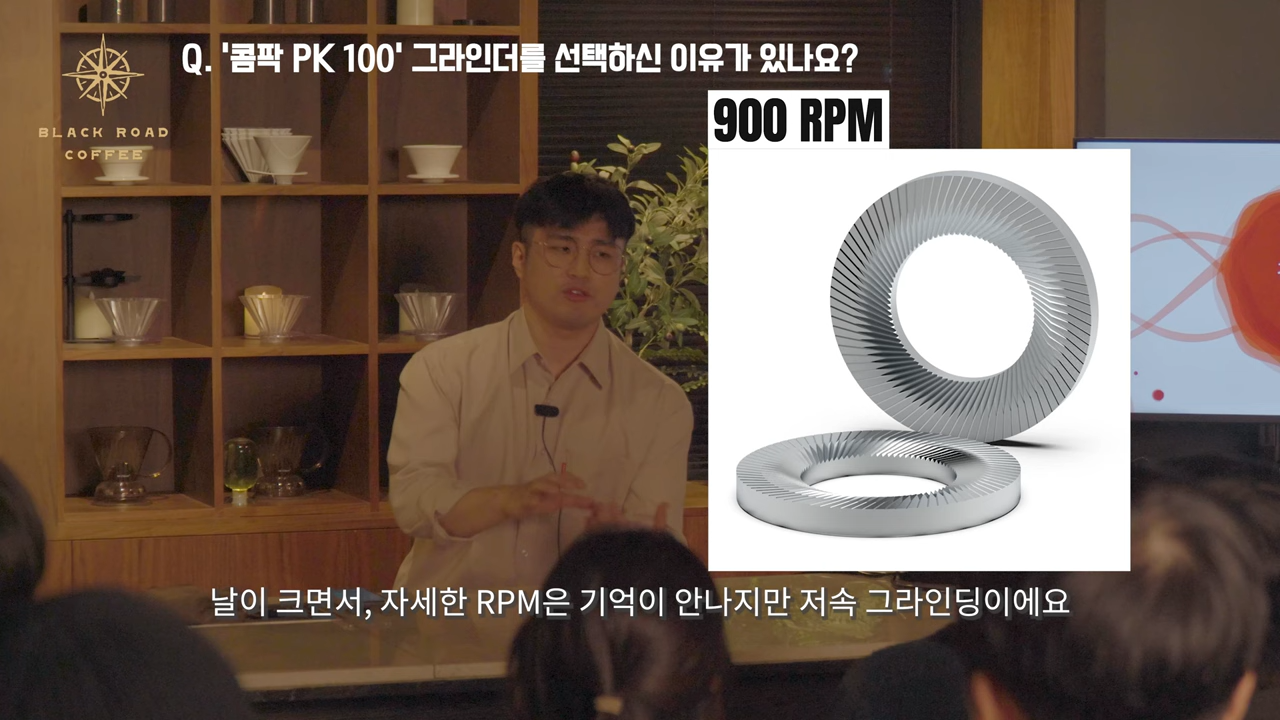 Q. '콤팍 PK 100' 그라인더를 선택하신 이유가 있나요?
BLACK ROAD
COFFEE
900 RPM
날이 크면서, 자세한 RPM은 기억이 안나지만 저속 그라인딩이에요